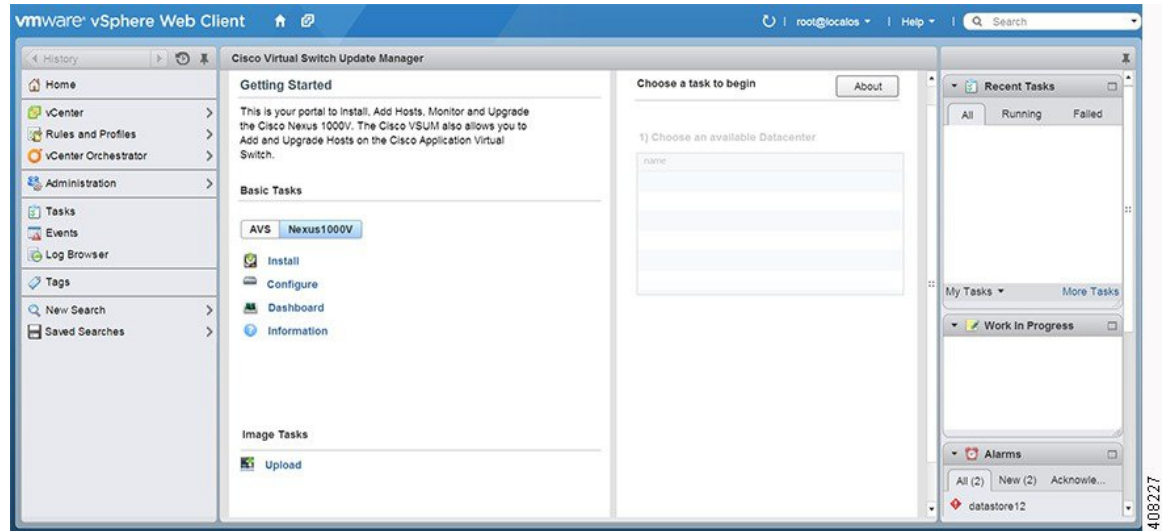 vmware® vSphere Web Client
root@localos
Help
Search
History
Home
vCenter
Rules and Profiles
vCenter Orchestrator
Administration
Tasks
Events
Log Browser
Tags
New Search
Saved Searches
Cisco Virtual Switch Update Manager
Getting Started
This is your portal to Install, Add Hosts, Monitor and Upgrade
the Cisco Nexus 1000V. The Cisco VSUM also allows you to
Add and Upgrade Hosts on the Cisco Application Virtual
Switch.
Basic Tasks
AVS Nexus1000V
Install
Configure
Dashboard
Information
Image Tasks
Upload
Choose a task to begin
About
1) Choose an available Datacenter
name
Recent Tasks
All Running Failed
My Tasks More Tasks
Work In Progress
Alarms
All (2) New (2) Acknowle...
datastore12
408227